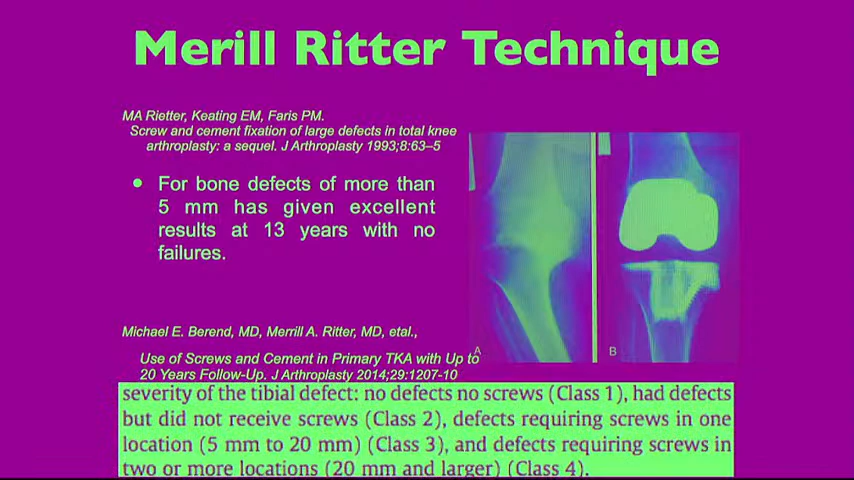 Merill Ritter Technique
MA Rietter, Keating EM, Faris PM.
Screw and cement fixation of large defects in total knee
arthroplasty: a sequel. J Arthroplasty 1993;8:63–5
• For bone defects of more than
5 mm has given excellent
results at 13 years with no
failures.
A
B
Michael E. Berend, MD, Merrill A. Ritter, MD, etal.,
Use of Screws and Cement in Primary TKA with Up to
20 Years Follow-Up. J Arthroplasty 2014;29:1207-10
severity of the tibial defect: no defects no screws (Class 1), had defects
but did not receive screws (Class 2), defects requiring screws in one
location (5 mm to 20 mm) (Class 3), and defects requiring screws in
two or more locations (20 mm and larger) (Class 4).